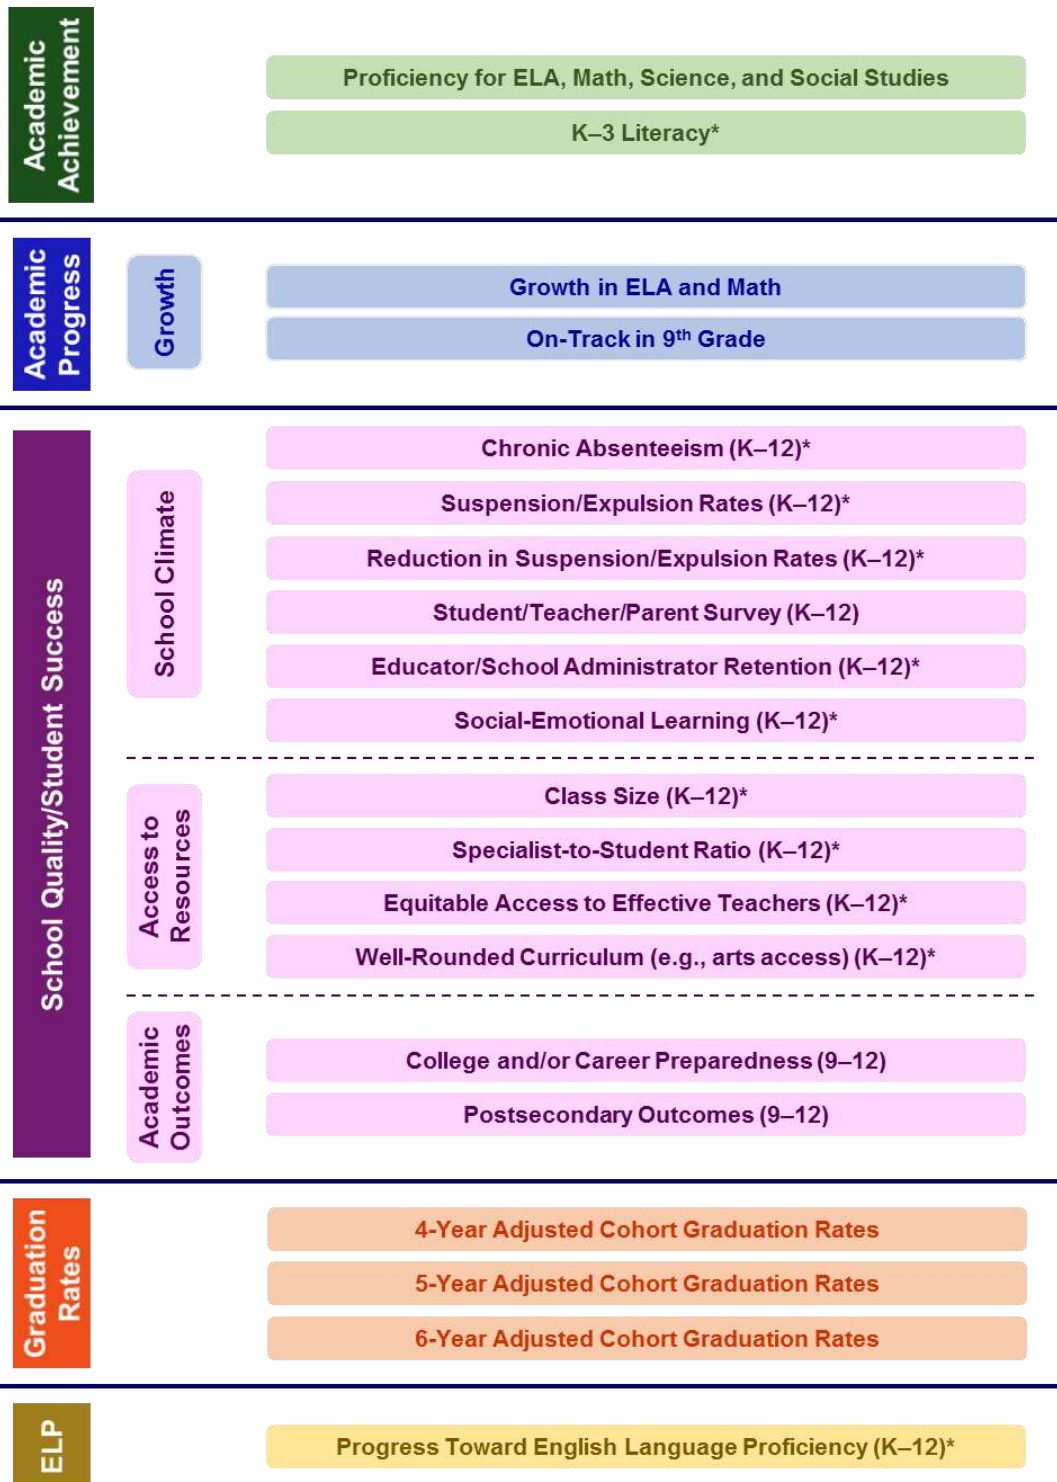 Academic
Achievement
Proficiency for ELA, Math, Science, and Social Studies
K–3 Literacy*
Academic
Progress
Growth
Growth in ELA and Math
On-Track in 9th Grade
School Quality/Student Success
School Climate
Chronic Absenteeism (K–12)*
Suspension/Expulsion Rates (K–12)*
Reduction in Suspension/Expulsion Rates (K–12)*
Student/Teacher/Parent Survey (K–12)
Educator/School Administrator Retention (K–12)*
Social-Emotional Learning (K–12)*
Access to
Resources
Class Size (K–12)*
Specialist-to-Student Ratio (K–12)*
Equitable Access to Effective Teachers (K–12)*
Well-Rounded Curriculum (e.g., arts access) (K–12)*
Academic
Outcomes
College and/or Career Preparedness (9–12)
Postsecondary Outcomes (9–12)
Graduation
Rates
4-Year Adjusted Cohort Graduation Rates
5-Year Adjusted Cohort Graduation Rates
6-Year Adjusted Cohort Graduation Rates
ELP
Progress Toward English Language Proficiency (K–12)*